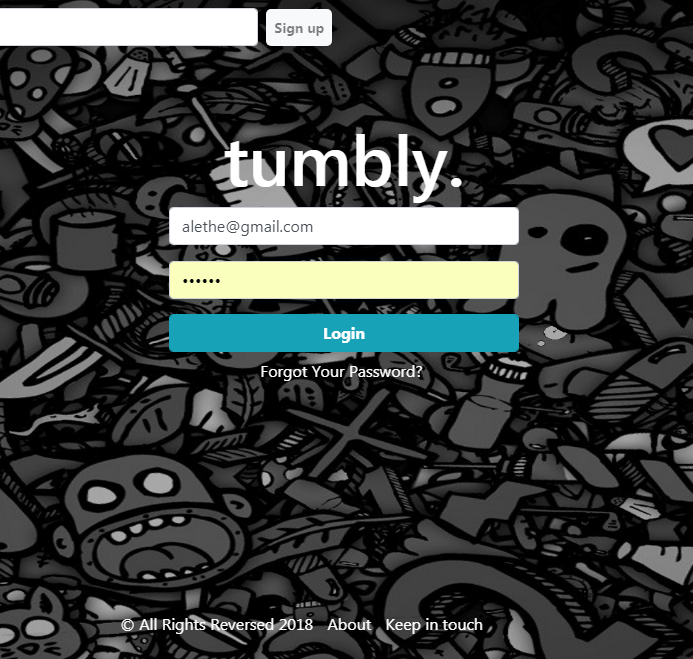 Sign up
tumbly.
alethe@gmail.com
••••••
Login
Forgot Your Password?
© All Rights Reversed 2018 About Keep in touch